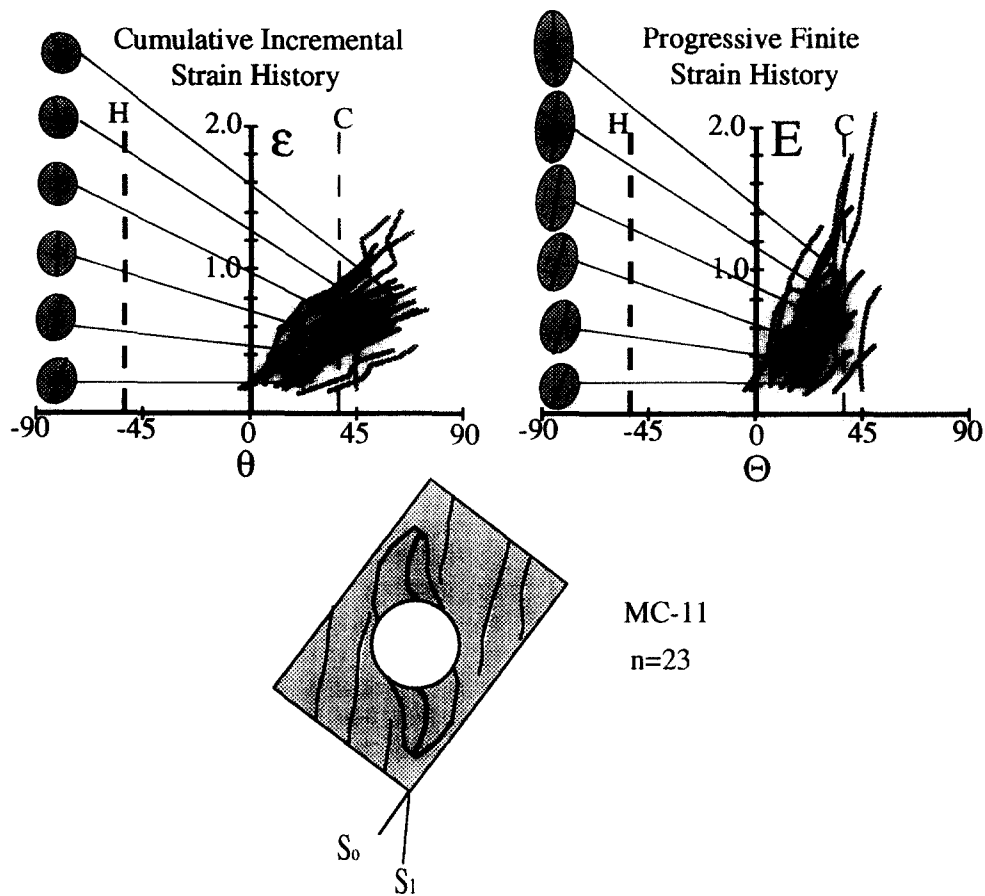 Cumulative Incremental
Strain History
H
2.0
ε
C
1.0
-90
-45
0
45
90
θ
Progressive Finite
Strain History
H
2.0
E
C
1.0
-90
-45
0
45
90
Θ
MC-11
n=23
S₀
S₁